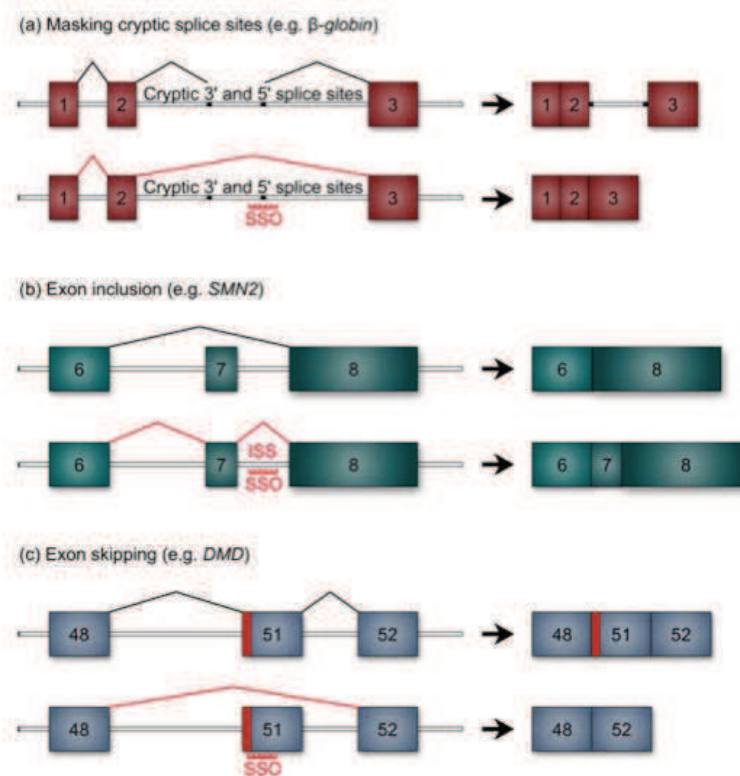 (a) Masking cryptic splice sites (e.g. β-globin)
1 2 Cryptic 3' and 5' splice sites 3 1 2 3
1 2 Cryptic 3' and 5' splice sites 3 1 2 3
SSO
(b) Exon inclusion (e.g. SMN2)
6 7 8 6 8
ISS
6 7 8 6 7 8
SSO
(c) Exon skipping (e.g. DMD)
48 51 52 48 51 52
48 51 52 48 52
SSO